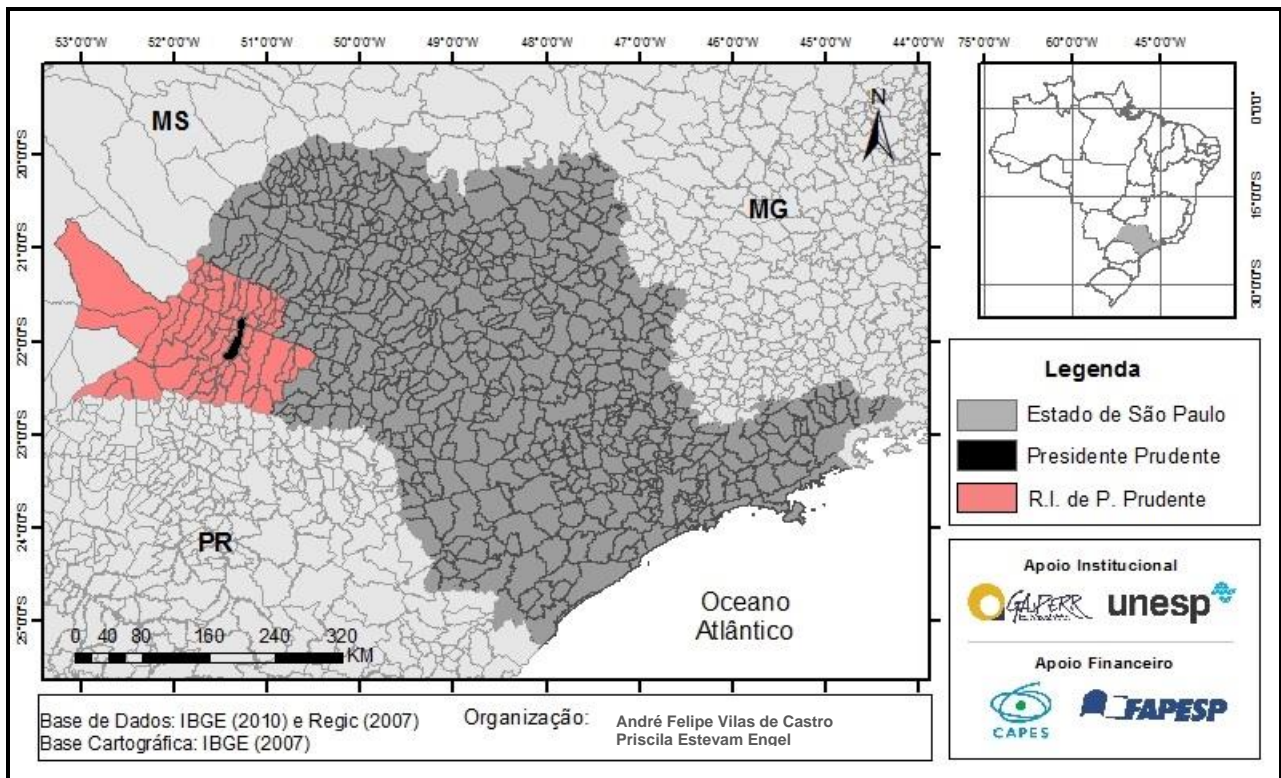 53°0'0"W 52°0'0"W 51°0'0"W 50°0'0"W 49°0'0"W 48°0'0"W 47°0'0"W 46°0'0"W 45°0'0"W 44°0'0"W
75°0'0"W 60°0'0"W 45°0'0"W
MS
N
MG
PR
20°0'0"S
21°0'0"S
22°0'0"S
23°0'0"S
24°0'0"S
25°0'0"S
Oceano
Atlântico
0 40 80 160 240 320
KM
0°0'0"
15°0'0"S
30°0'0"S
Legenda
Estado de São Paulo
Presidente Prudente
R.I. de P. Prudente
Apoio Institucional
GASPERR unesp
Apoio Financeiro
CAPES FAPESP
Base de Dados: IBGE (2010) e Regic (2007)
Base Cartográfica: IBGE (2007)
Organização: André Felipe Vilas de Castro
Priscila Estevam Engel